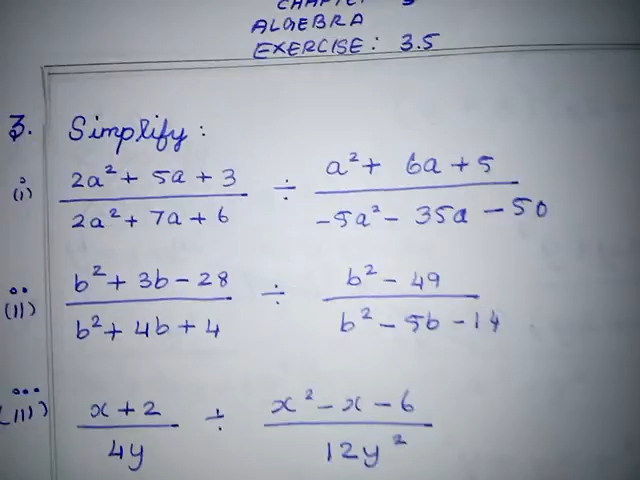 ALGEBRA
EXERCISE: 3.5
3. Simplify:
(i) (2a² + 5a + 3)/(2a² + 7a + 6) ÷ (a² + 6a + 5)/(-5a² - 35a - 50)
(ii) (b² + 3b - 28)/(b² + 4b + 4) ÷ (b² - 49)/(b² - 5b - 14)
(iii) (x + 2)/(4y) ÷ (x² - x - 6)/(12y²)